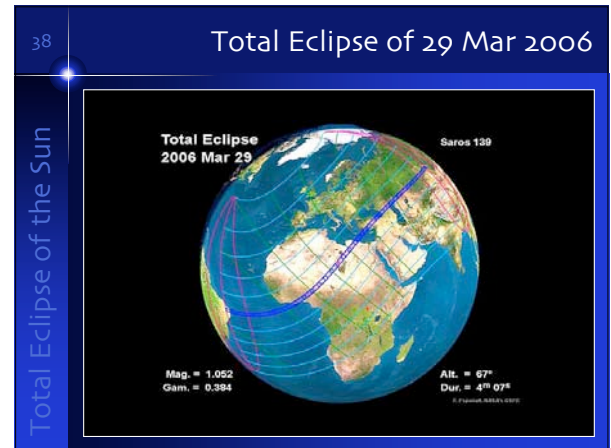 38
Total Eclipse of 29 Mar 2006
Total Eclipse of the Sun
Total Eclipse
2006 Mar 29
Saros 139
Mag. = 1.052
Gam. = 0.384
Alt. = 67°
Dur. = 4ᵐ 07ˢ